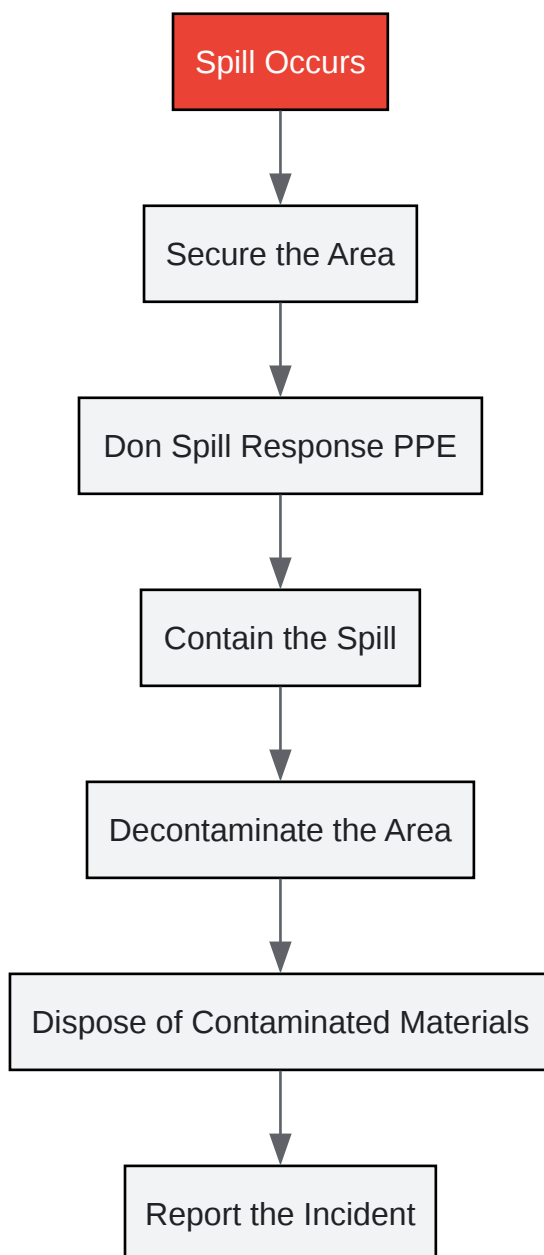 Spill Occurs
Secure the Area
Don Spill Response PPE
Contain the Spill
Decontaminate the Area
Dispose of Contaminated Materials
Report the Incident